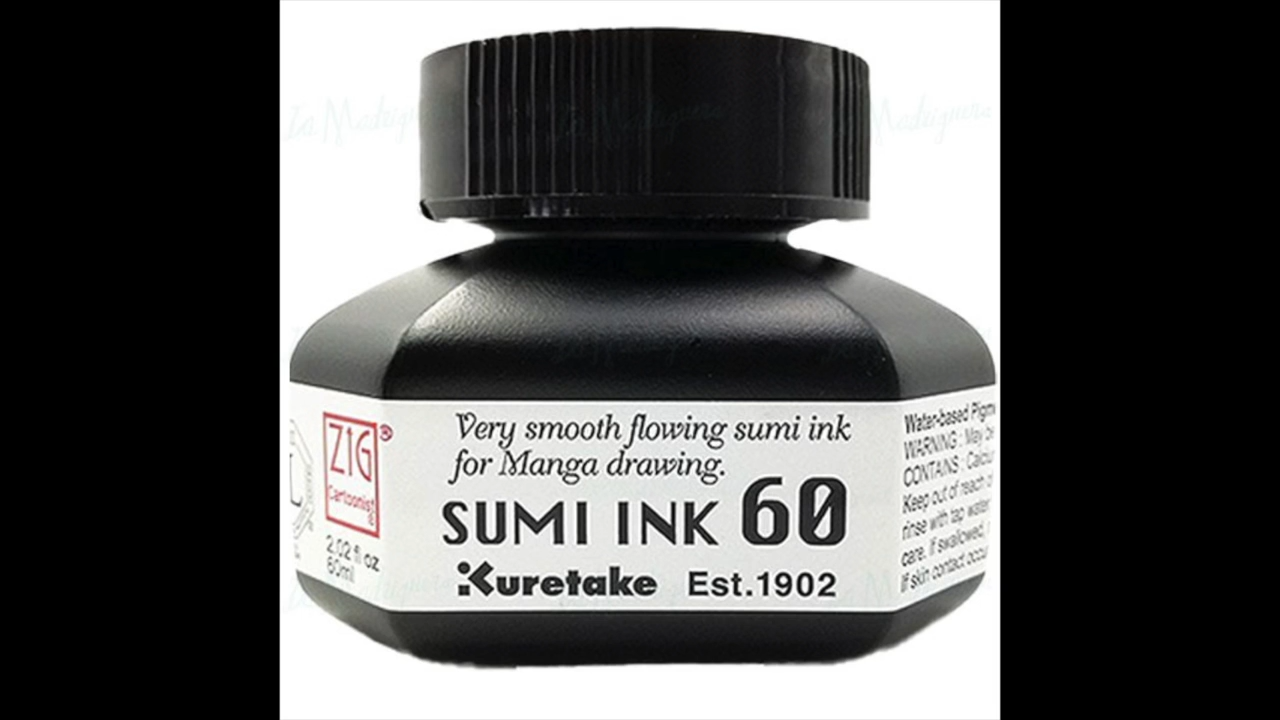 ZIG®
Cartoonist
2.02 fl oz
60ml
Very smooth flowing sumi ink
for Manga drawing.
SUMI INK 60
Kuretake Est.1902
Water-based
WARNING : May be
CONTAINS :
Keep out of reach
rinse with tap water
care. If swallowed,
If skin contact